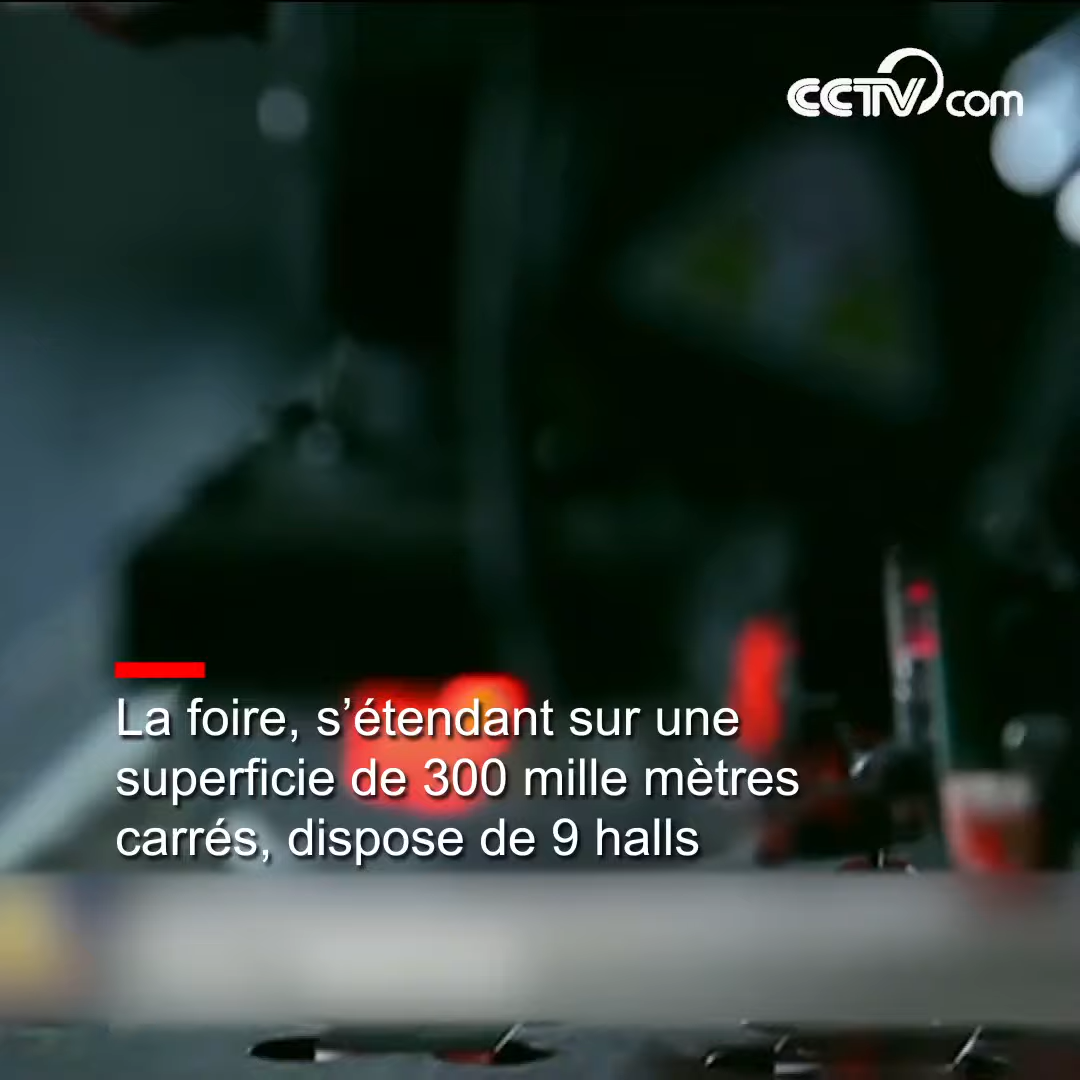 CCTV com
La foire, s’étendant sur une
superficie de 300 mille mètres
carrés, dispose de 9 halls